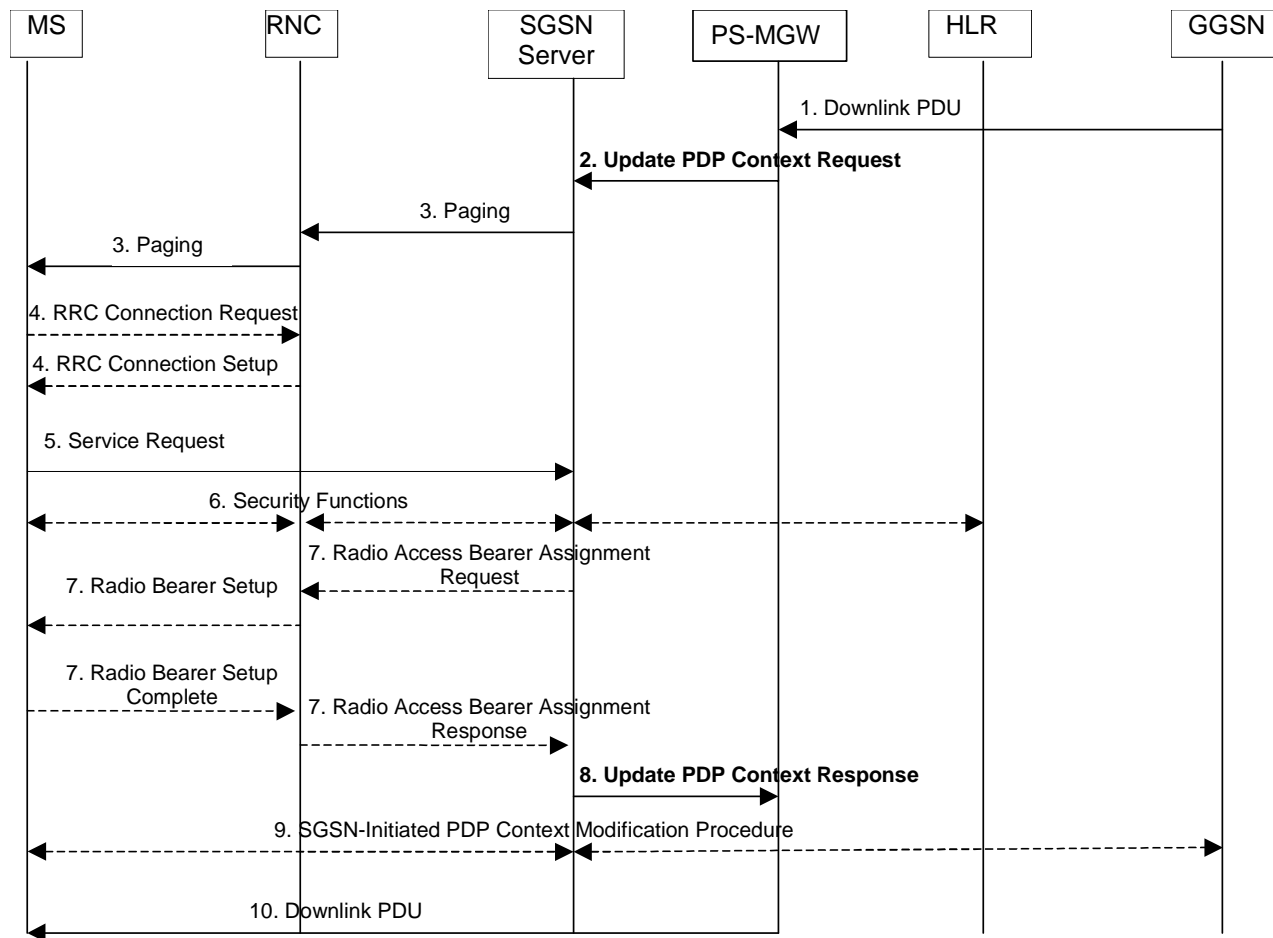 MS
RNC
SGSN
Server
PS-MGW
HLR
GGSN
1. Downlink PDU
2. Update PDP Context Request
3. Paging
3. Paging
4. RRC Connection Request
4. RRC Connection Setup
5. Service Request
6. Security Functions
7. Radio Access Bearer Assignment
Request
7. Radio Bearer Setup
7. Radio Bearer Setup
Complete
7. Radio Access Bearer Assignment
Response
8. Update PDP Context Response
9. SGSN-Initiated PDP Context Modification Procedure
10. Downlink PDU